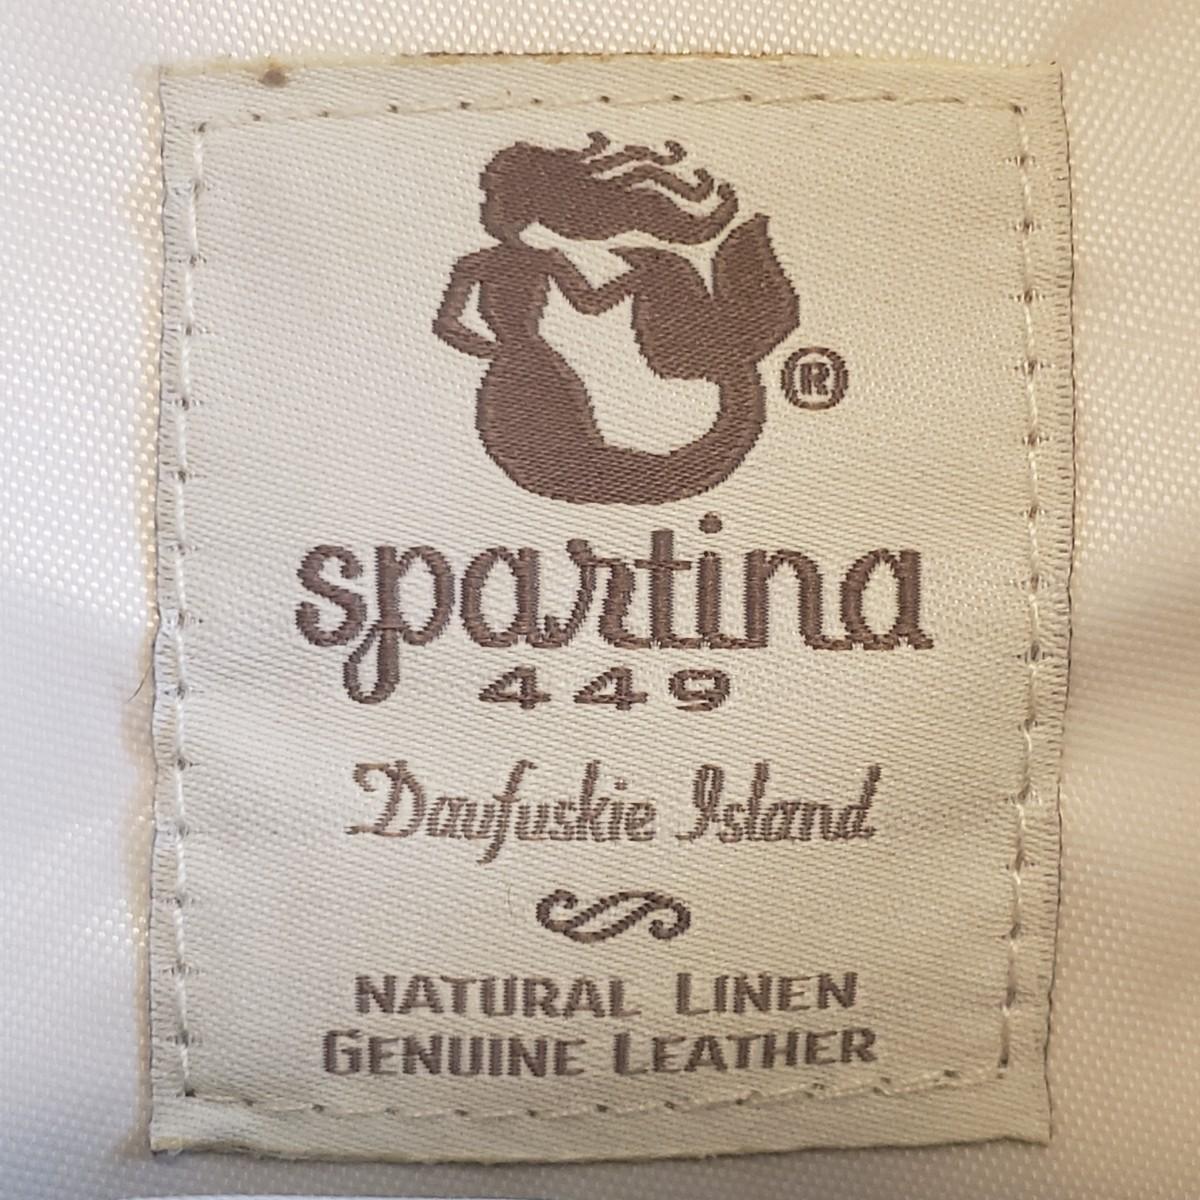 ®
spartina
449
Daufuskie Island
NATURAL LINEN
GENUINE LEATHER